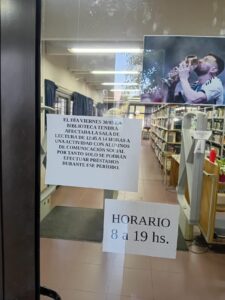 EL DÍA VIERNES 30/05 LA
BIBLIOTECA TENDRÁ
AFECTADA LA SALA DE
LECTURA DE 12:45 A 14 HS PARA
UNA ACTIVIDAD CON ALUMNOS
DE COMUNICACIÓN SOCIAL
POR TANTO SOLO SE PODRÁN
EFECTUAR PRÉSTAMOS
DURANTE ESE PERÍODO.
HORARIO
8 a 19 hs.